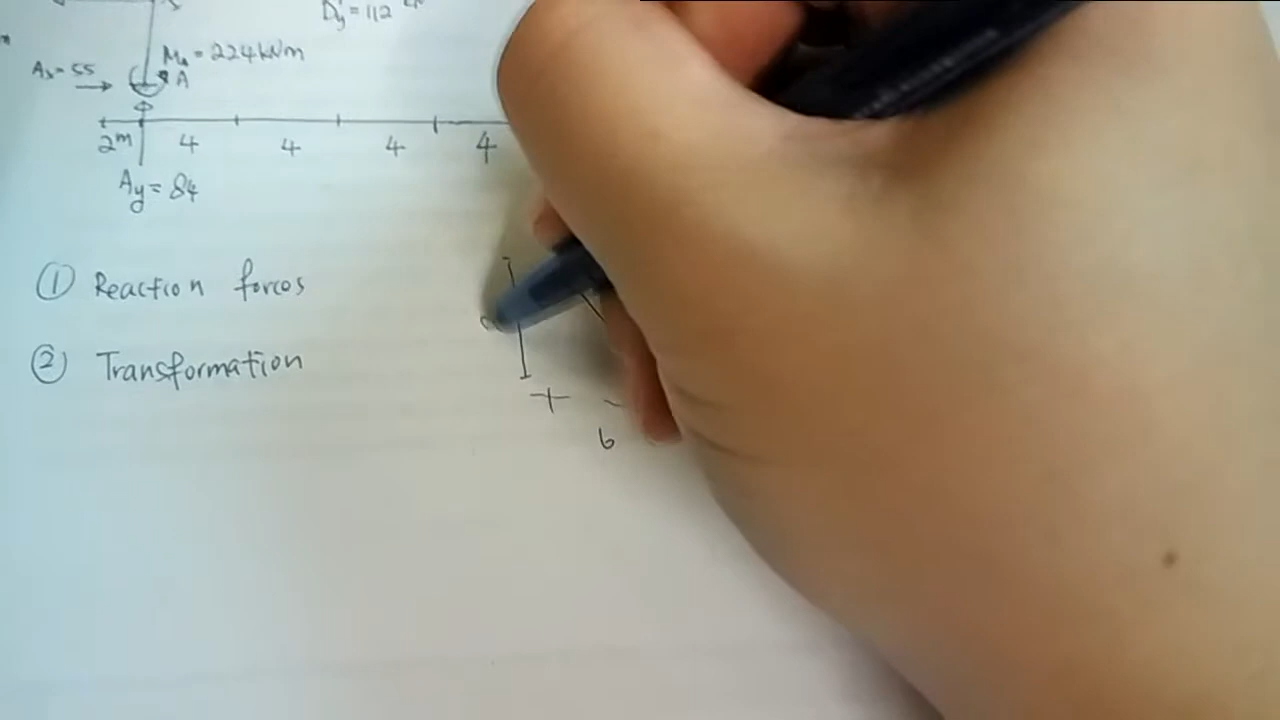 Dy = 112
MA = 224 kNm
Ax = 55
A
2m 4 4 4 4
Ay = 84
① Reaction forces
② Transformation
6